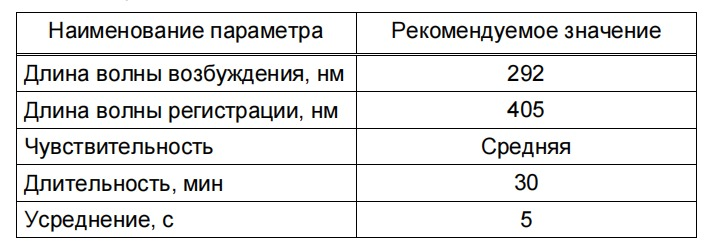 Наименование параметра Рекомендуемое значение
Длина волны возбуждения, нм 292
Длина волны регистрации, нм 405
Чувствительность Средняя
Длительность, мин 30
Усреднение, с 5